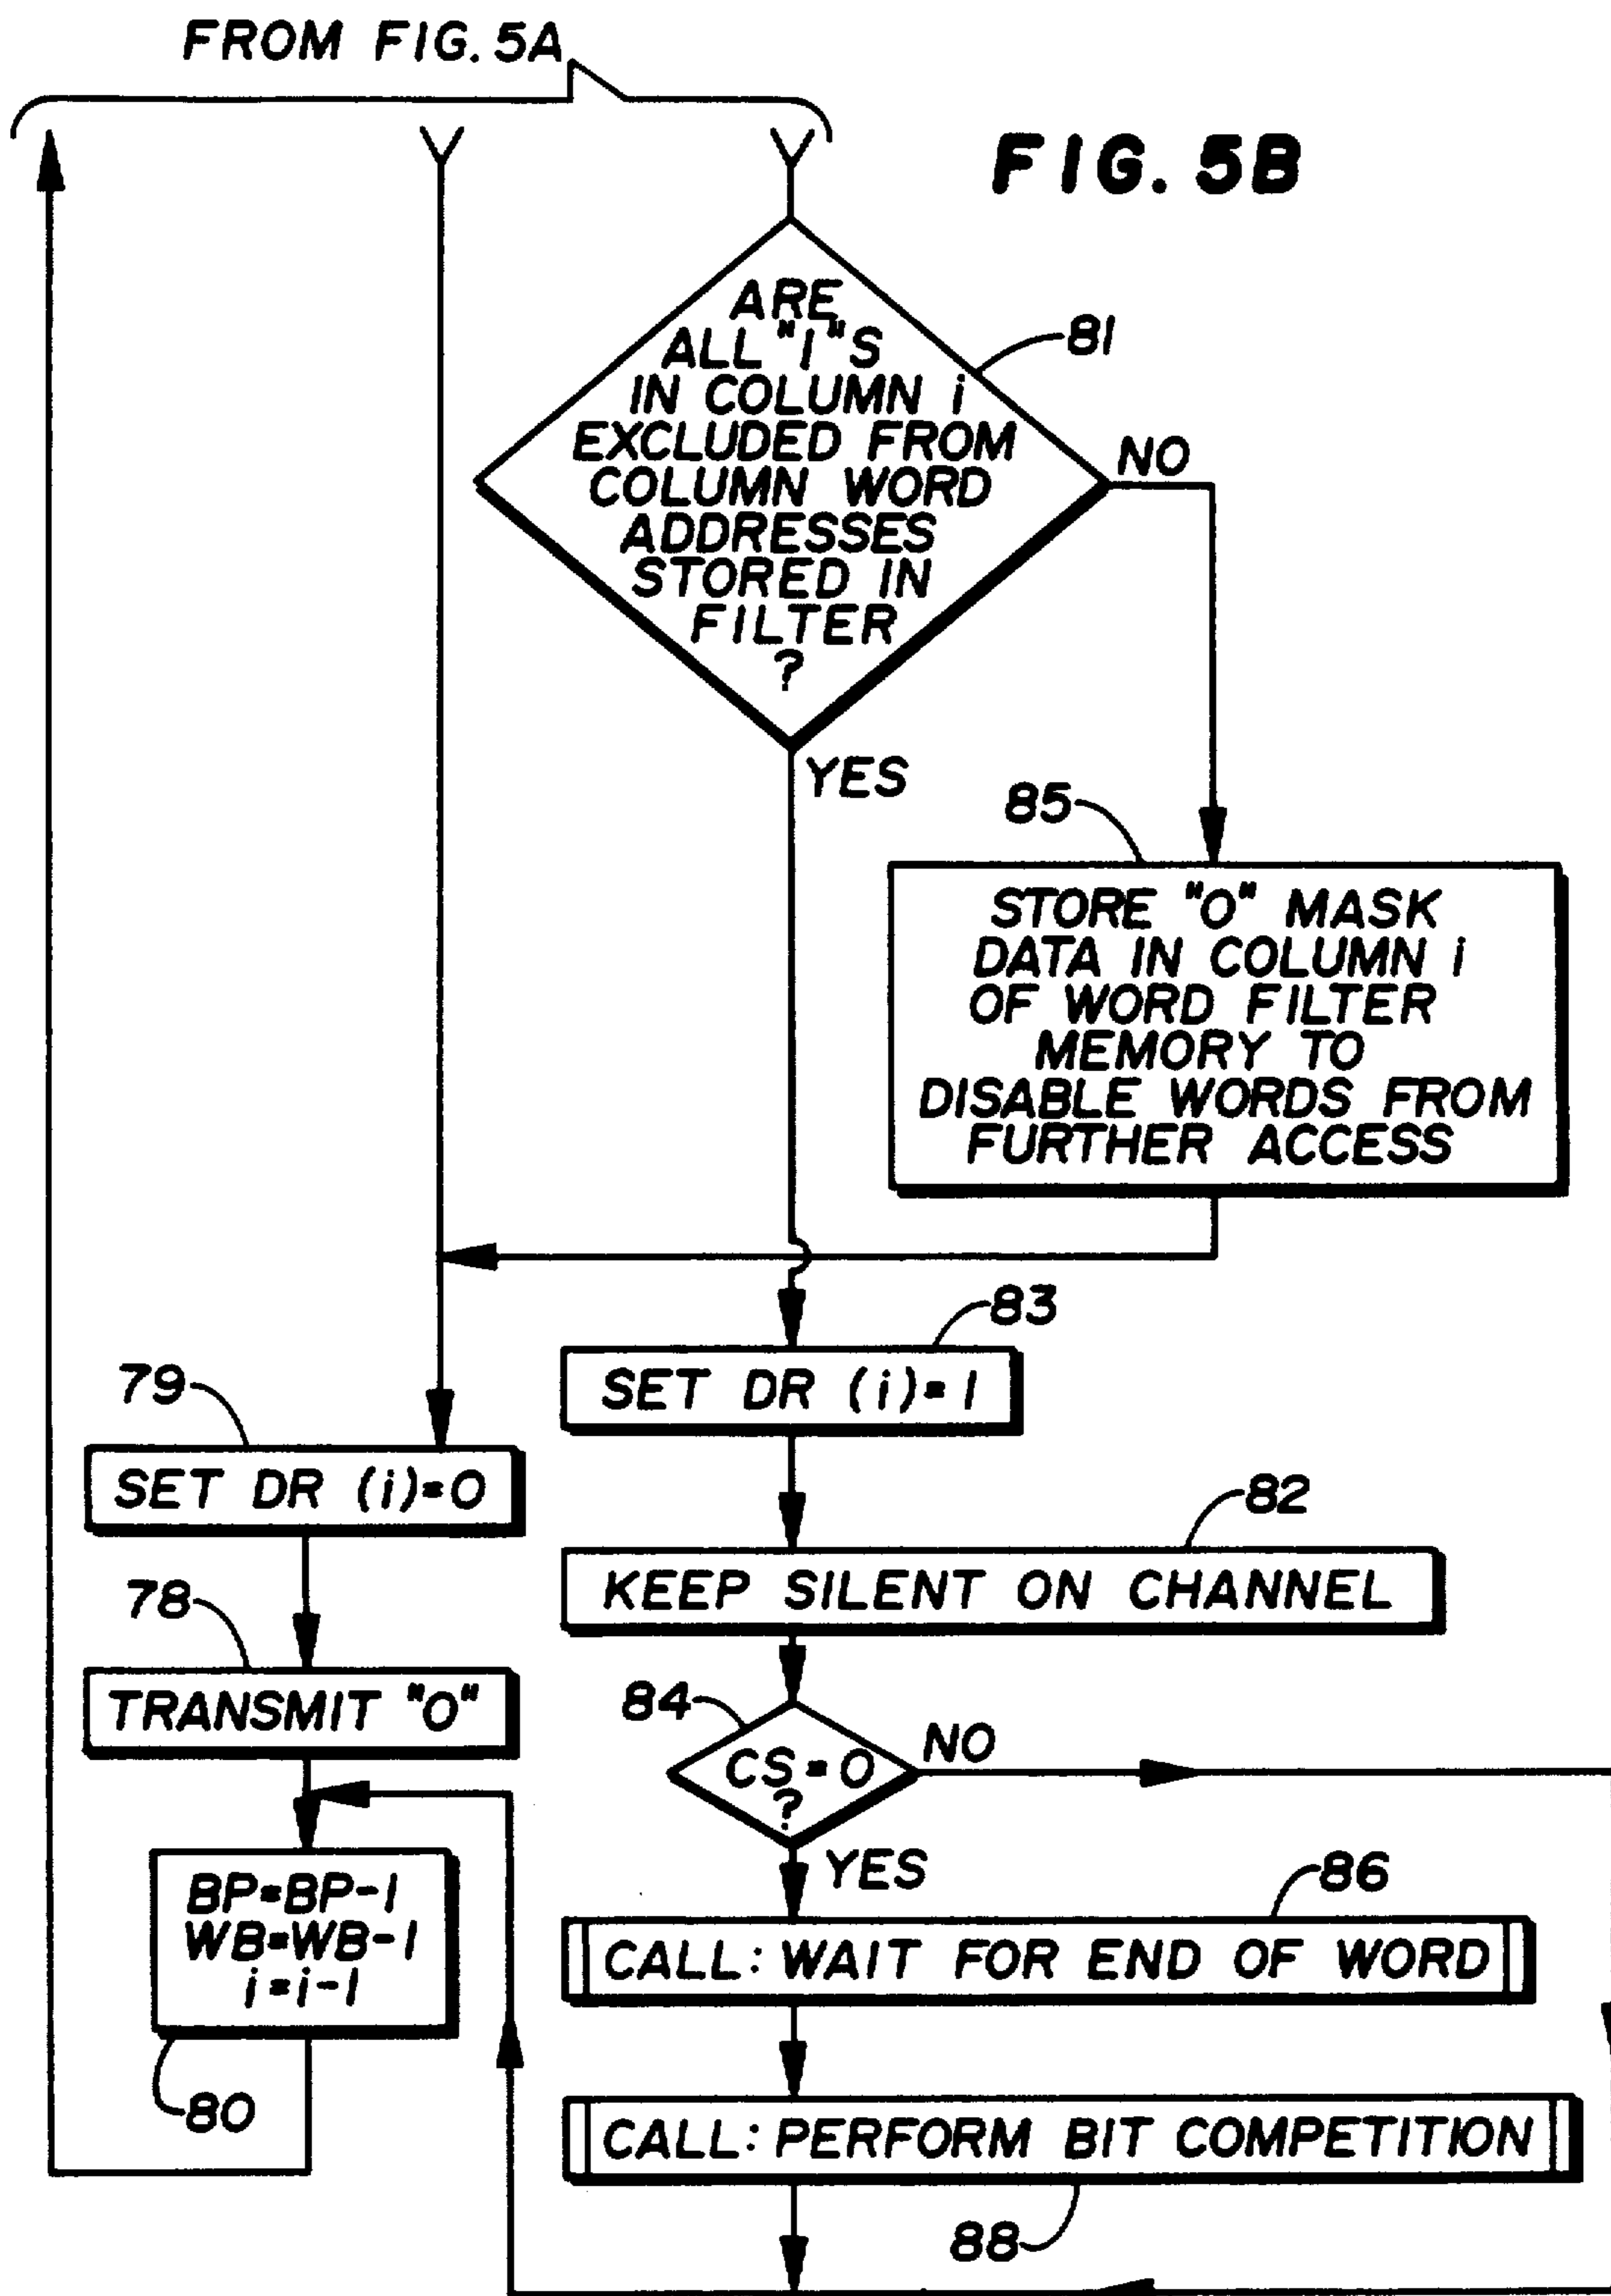 FROM FIG. 5A
FIG. 5B
ARE
ALL "1"S
IN COLUMN i
EXCLUDED FROM
COLUMN WORD
ADDRESSES
STORED IN
FILTER
?
81
NO
YES
85
STORE "0" MASK
DATA IN COLUMN i
OF WORD FILTER
MEMORY TO
DISABLE WORDS FROM
FURTHER ACCESS
83
SET DR (i)=1
79
SET DR (i)=0
82
KEEP SILENT ON CHANNEL
78
TRANSMIT "0"
84
CS=0
?
NO
YES
BP=BP-1
WB=WB-1
i=i-1
80
86
CALL: WAIT FOR END OF WORD
CALL: PERFORM BIT COMPETITION
88